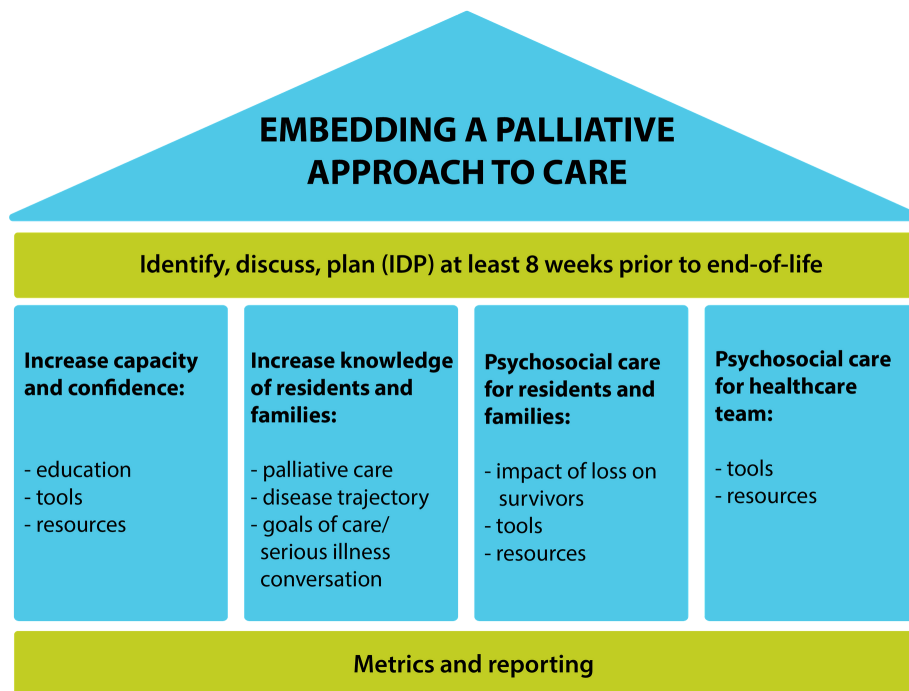 EMBEDDING A PALLIATIVE
APPROACH TO CARE
Identify, discuss, plan (IDP) at least 8 weeks prior to end-of-life
Increase capacity
and confidence:
- education
- tools
- resources
Increase knowledge
of residents and
families:
- palliative care
- disease trajectory
- goals of care/
serious illness
conversation
Psychosocial care
for residents and
families:
- impact of loss on
survivors
- tools
- resources
Psychosocial care
for healthcare
team:
- tools
- resources
Metrics and reporting